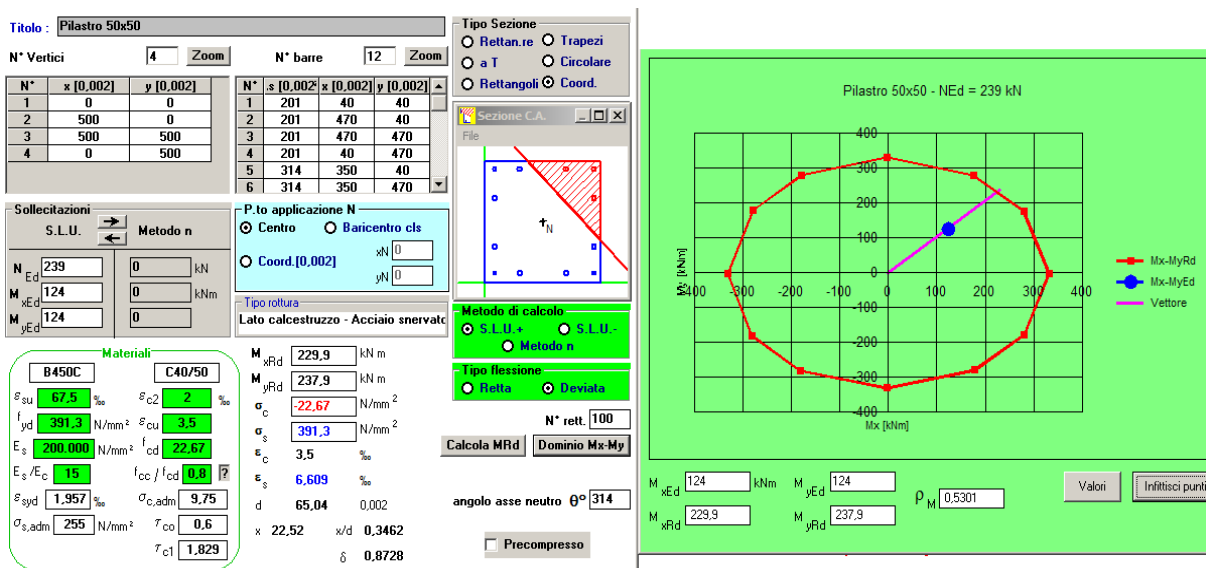 Titolo : Pilastro 50x50
N° Vertici 4 Zoom N° barre 12 Zoom
N° x [0,002] y [0,002]
1 0 0
2 500 0
3 500 500
4 0 500
N° .s [0,002 x [0,002] y [0,002]
1 201 40 40
2 201 470 40
3 201 470 470
4 201 40 470
5 314 350 40
6 314 350 470
Tipo Sezione
Rettan.re Trapezi
a T Circolare
Rettangoli Coord.
Sezione C.A.
File
N
Sollecitazioni
S.L.U. Metodo n
N Ed 239 0 kN
M xEd 124 0 kNm
M yEd 124 0
P.to applicazione N
Centro Baricentro cls
Coord.[0,002] xN 0
yN 0
Tipo rottura
Lato calcestruzzo - Acciaio snervato
Metodo di calcolo
S.L.U.+ S.L.U.-
Metodo n
Tipo flessione
Retta Deviata
N° rett. 100
Calcola MRd Dominio Mx-My
angolo asse neutro θ° 314
Precompresso
Materiali
B450C C40/50
ε su 67,5 ‰ ε c2 2 ‰
f yd 391,3 N/mm² ε cu 3,5
E s 200.000 N/mm² f cd 22,67
E s /E c 15 f cc / f cd 0,8 ?
ε syd 1,957 ‰ σ c,adm 9,75
σ s,adm 255 N/mm² τ co 0,6
τ c1 1,829
M xRd 229,9 kN m
M yRd 237,9 kN m
σ c -22,67 N/mm²
σ s 391,3 N/mm²
ε c 3,5 ‰
ε s 6,609 ‰
d 65,04 0,002
x 22,52 x/d 0,3462
δ 0,8728
Pilastro 50x50 - NEd = 239 kN
400
300
200
100
0
-100
-200
-300
-400
-400 -300 -200 -100 0 100 200 300 400
Mx [kNm]
Mx-MyRd
Mx-MyEd
Vettore
M xEd 124 kNm M yEd 124
M xRd 229,9 M yRd 237,9
ρ M 0,5301
Valori Infittisci punti